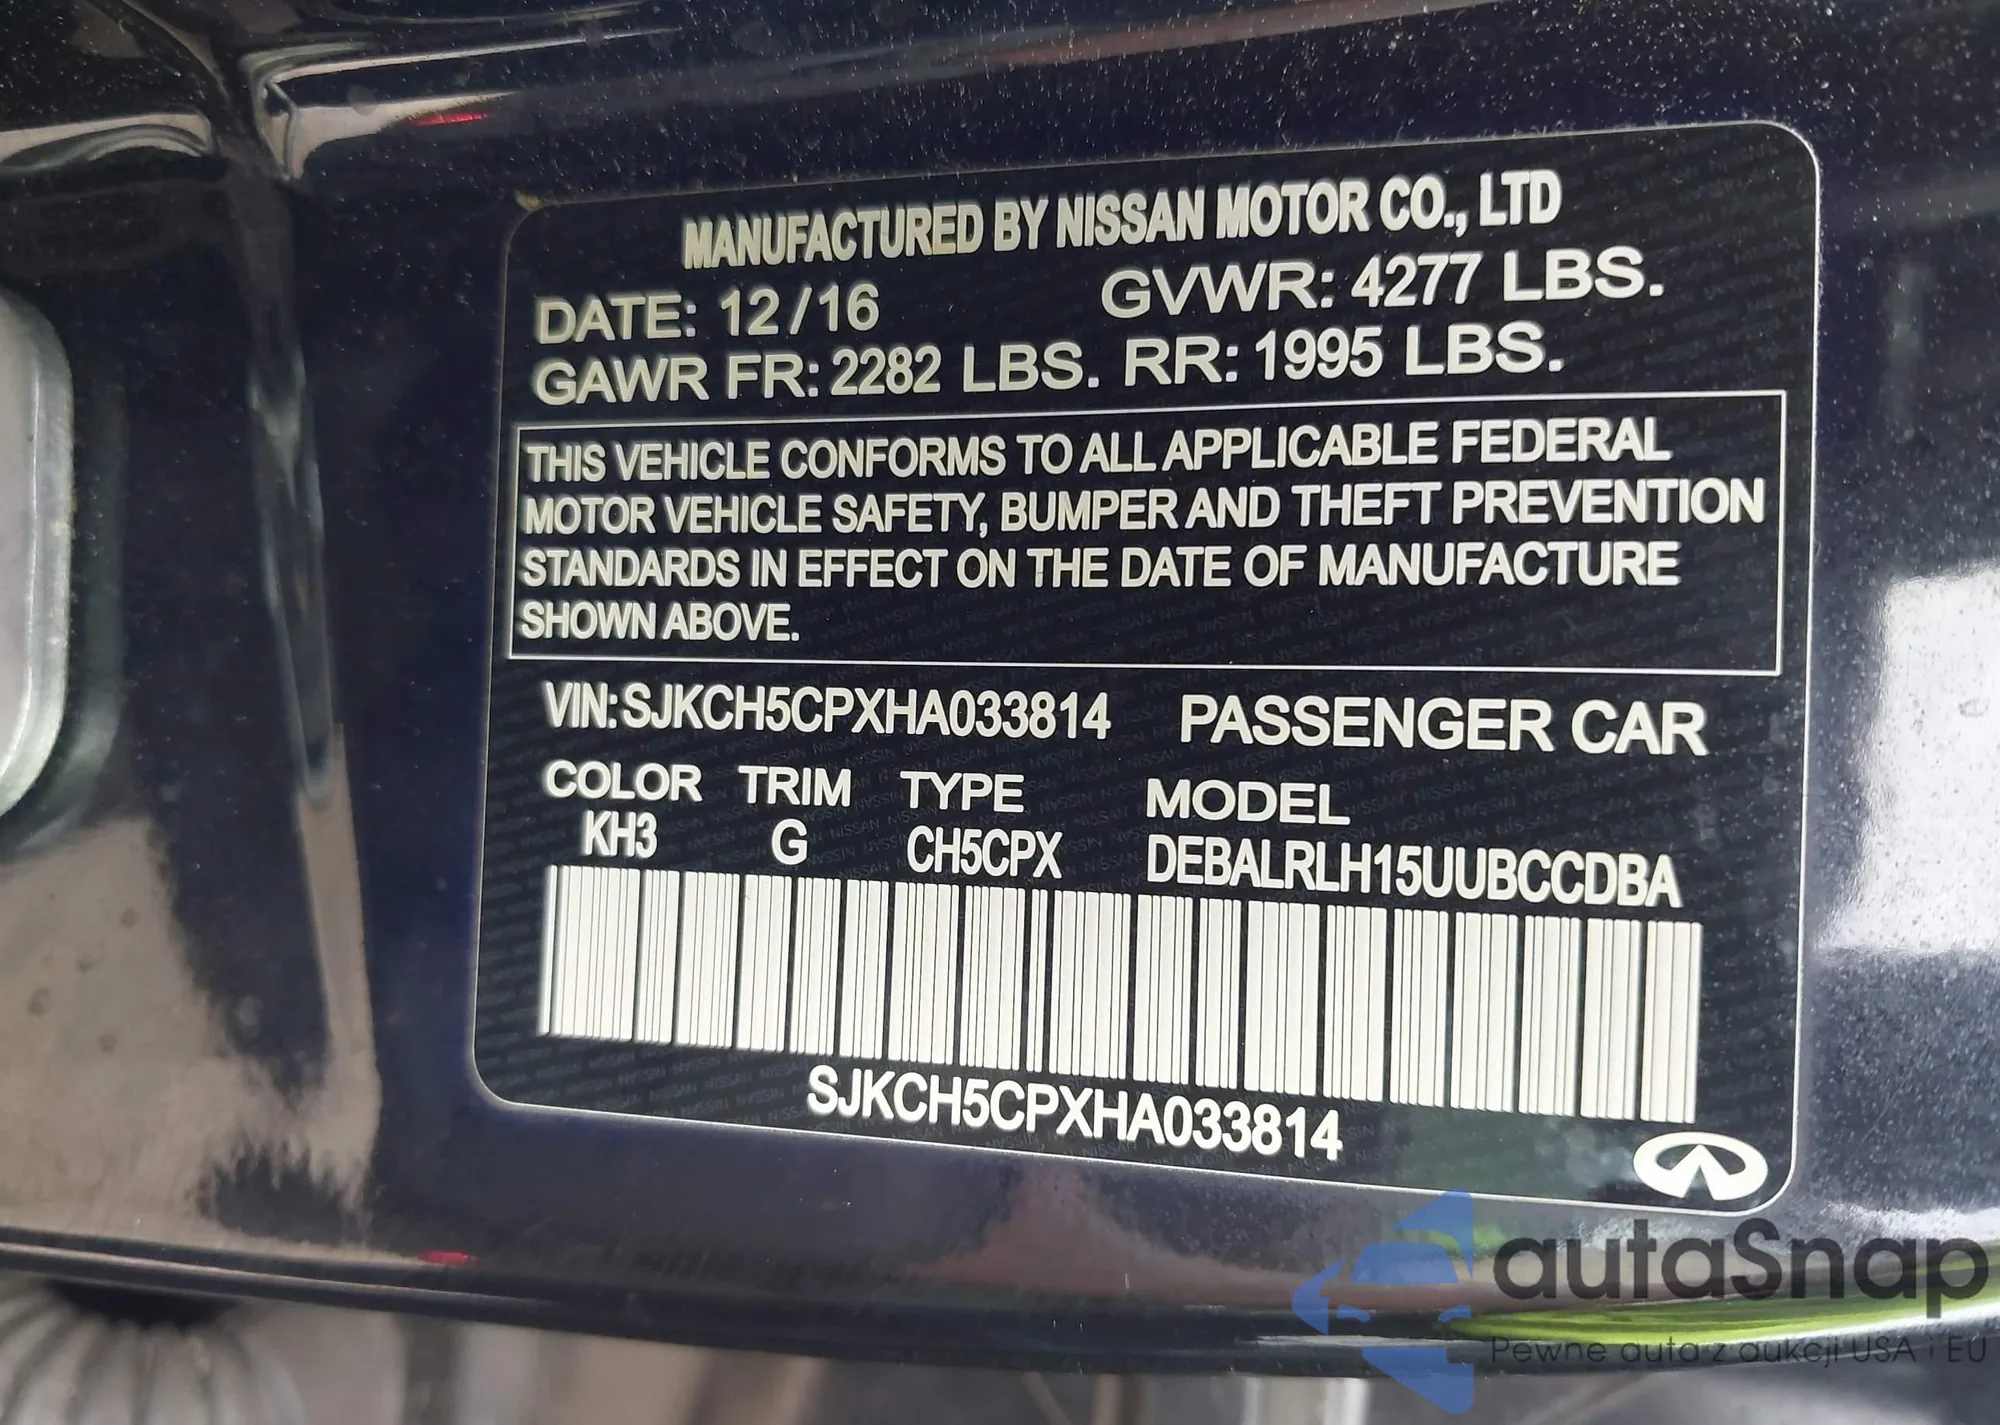 MANUFACTURED BY NISSAN MOTOR CO., LTD
DATE: 12/16 GVWR: 4277 LBS.
GAWR FR: 2282 LBS. RR: 1995 LBS.
THIS VEHICLE CONFORMS TO ALL APPLICABLE FEDERAL
MOTOR VEHICLE SAFETY, BUMPER AND THEFT PREVENTION
STANDARDS IN EFFECT ON THE DATE OF MANUFACTURE
SHOWN ABOVE.
VIN: SJKCH5CPXHA033814 PASSENGER CAR
COLOR TRIM TYPE MODEL
KH3 G CH5CPX DEBALRLH15UUBCCDBA
SJKCH5CPXHA033814
autaSnap
Pewne auta z aukcji USA i EU